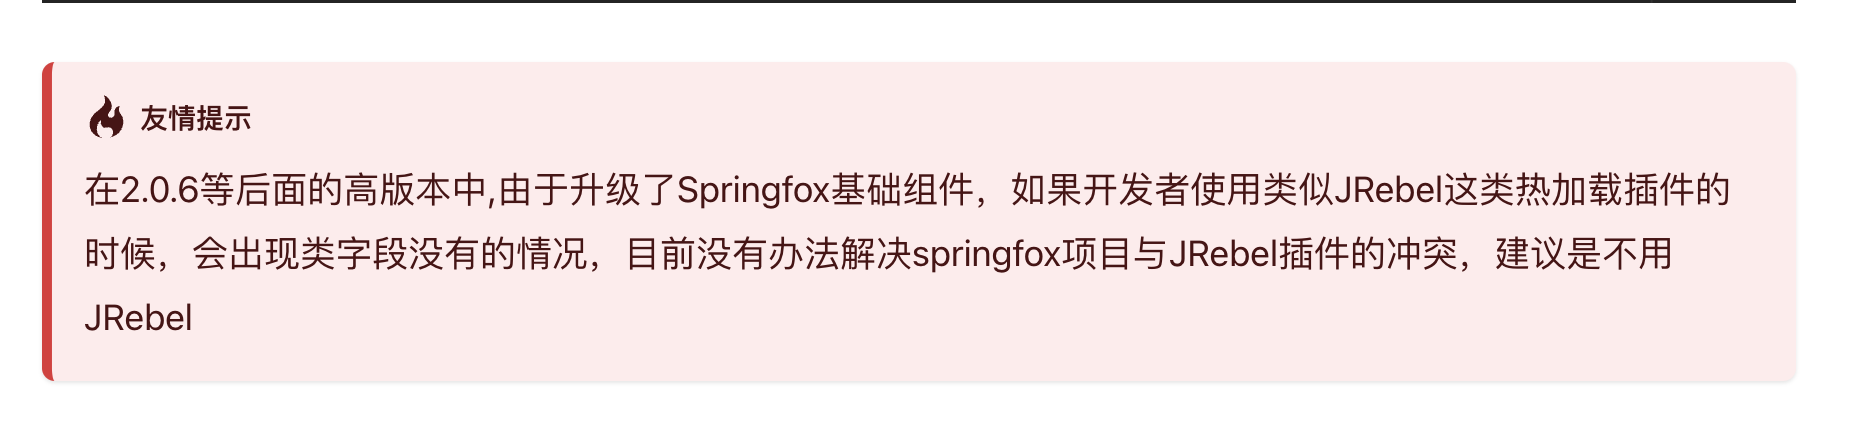 友情提示
在2.0.6等后面的高版本中,由于升级了Springfox基础组件，如果开发者使用类似JRebel这类热加载插件的
时候，会出现类字段没有的情况，目前没有办法解决springfox项目与JRebel插件的冲突，建议是不用
JRebel